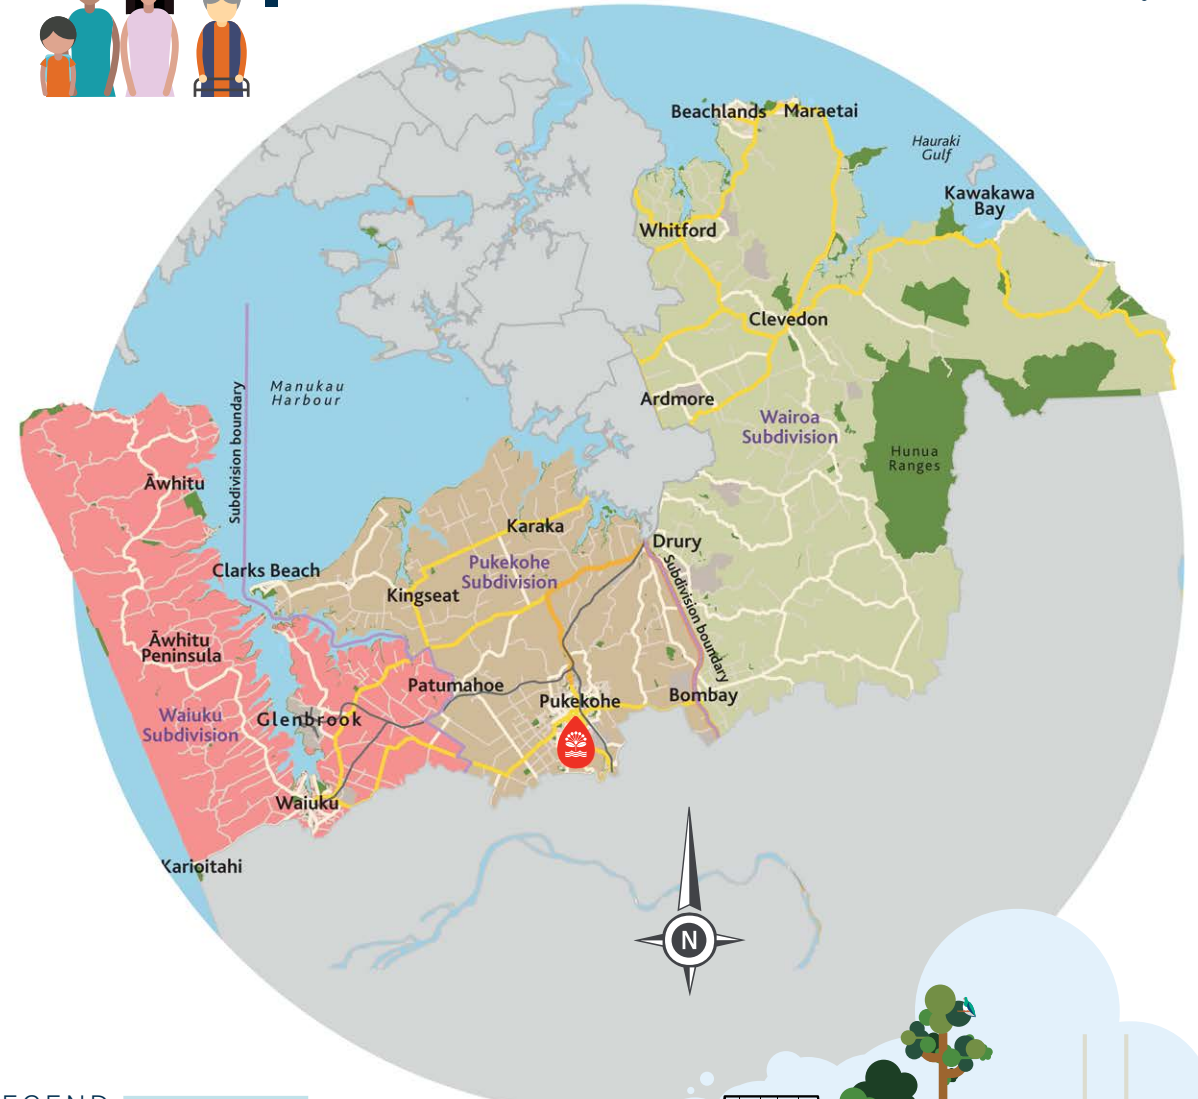 Beachlands
Maraetai
Hauraki
Gulf
Kawakawa
Bay
Whitford
Clevedon
Manukau
Harbour
Ardmore
Wairoa
Subdivision
Subdivision boundary
Hunua
Ranges
Āwhitu
Karaka
Drury
Pukekohe
Subdivision
Clarks Beach
Kingseat
Subdivision boundary
Āwhitu
Peninsula
Patumahoe
Pukekohe
Bombay
Waiuku
Subdivision
Glenbrook
Waiuku
Karioitahi
N
EGEND